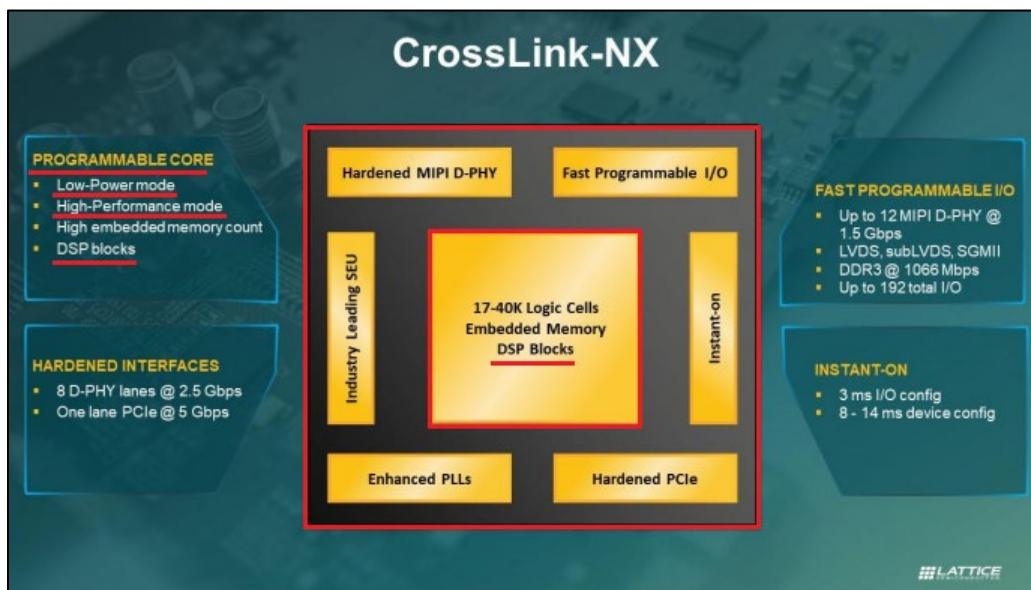 CrossLink-NX
PROGRAMMABLE CORE
Low-Power mode
High-Performance mode
High embedded memory count
DSP blocks
HARDENED INTERFACES
8 D-PHY lanes @ 2.5 Gbps
One lane PCIe @ 5 Gbps
Hardened MIPI D-PHY
Fast Programmable I/O
Industry Leading SEU
17-40K Logic Cells
Embedded Memory
DSP Blocks
Instant-on
Enhanced PLLs
Hardened PCIe
FAST PROGRAMMABLE I/O
Up to 12 MIPI D-PHY @
1.5 Gbps
LVDS, subLVDS, SGMII
DDR3 @ 1066 Mbps
Up to 192 total I/O
INSTANT-ON
3 ms I/O config
8 - 14 ms device config
LATTICE
SEMICONDUCTOR